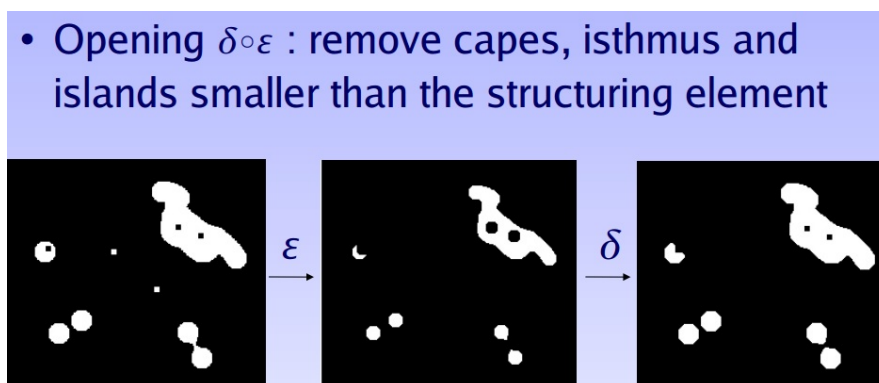 • Opening δ∘ε : remove capes, isthmus and
islands smaller than the structuring element
ε
δ